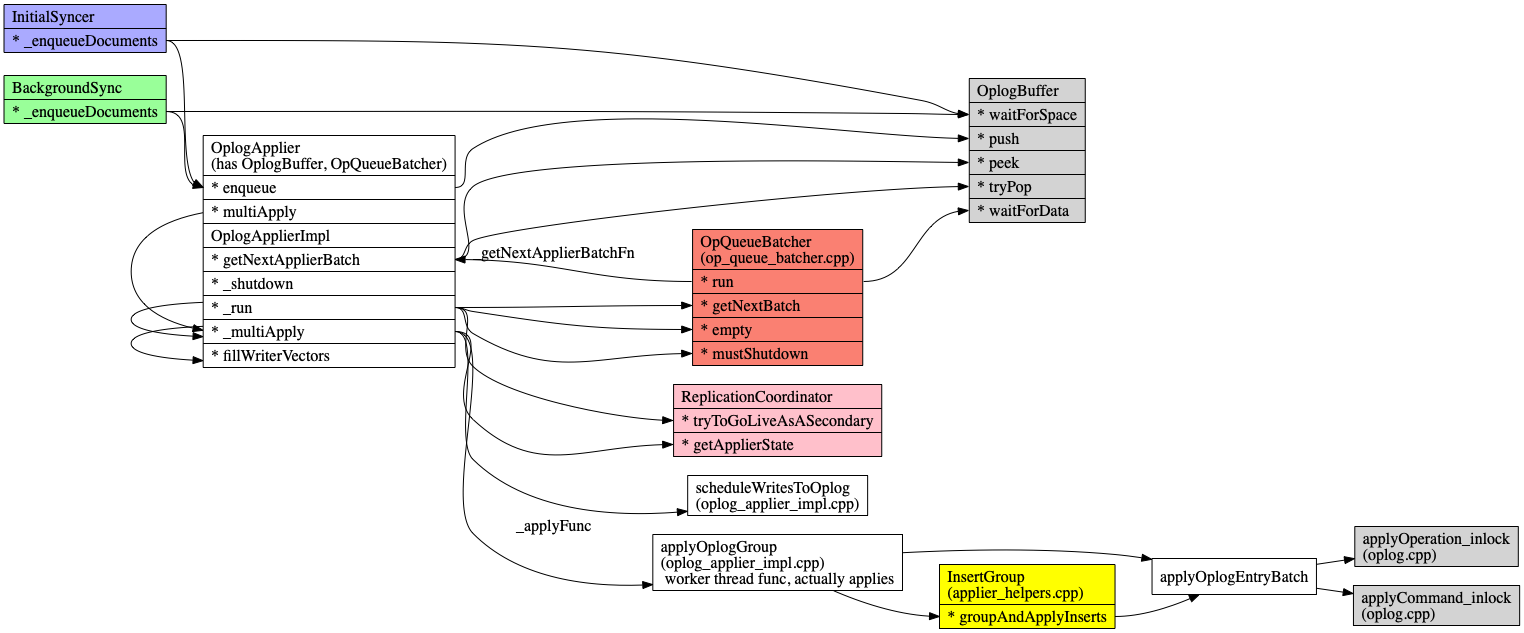 InitialSyncer
* _enqueueDocuments
BackgroundSync
* _enqueueDocuments
OplogApplier
(has OplogBuffer, OpQueueBatcher)
* enqueue
* multiApply
OplogApplierImpl
* getNextApplierBatch
* _shutdown
* _run
* _multiApply
* fillWriterVectors
getNextApplierBatchFn
OplogBuffer
* waitForSpace
* push
* peek
* tryPop
* waitForData
OpQueueBatcher
(op_queue_batcher.cpp)
* run
* getNextBatch
* empty
* mustShutdown
ReplicationCoordinator
* tryToGoLiveAsASecondary
* getApplierState
scheduleWritesToOplog
(oplog_applier_impl.cpp)
_applyFunc
applyOplogGroup
(oplog_applier_impl.cpp)
worker thread func, actually applies
InsertGroup
(applier_helpers.cpp)
* groupAndApplyInserts
applyOplogEntryBatch
applyOperation_inlock
(oplog.cpp)
applyCommand_inlock
(oplog.cpp)